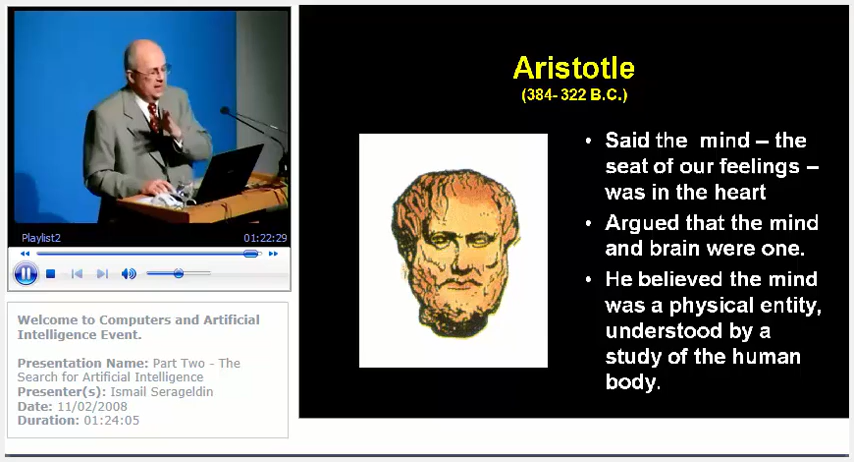 Playlist2 01:22:29
Welcome to Computers and Artificial
Intelligence Event.
Presentation Name: Part Two - The
Search for Artificial Intelligence
Presenter(s): Ismail Serageldin
Date: 11/02/2008
Duration: 01:24:05
Aristotle
(384- 322 B.C.)
• Said the mind – the
seat of our feelings –
was in the heart
• Argued that the mind
and brain were one.
• He believed the mind
was a physical entity,
understood by a
study of the human
body.